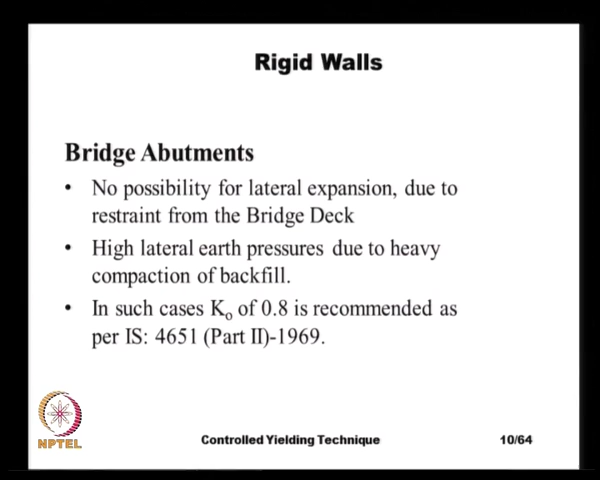 Rigid Walls
Bridge Abutments
• No possibility for lateral expansion, due to
restraint from the Bridge Deck
• High lateral earth pressures due to heavy
compaction of backfill.
• In such cases Ko of 0.8 is recommended as
per IS: 4651 (Part II)-1969.
NPTEL
Controlled Yielding Technique
10/64